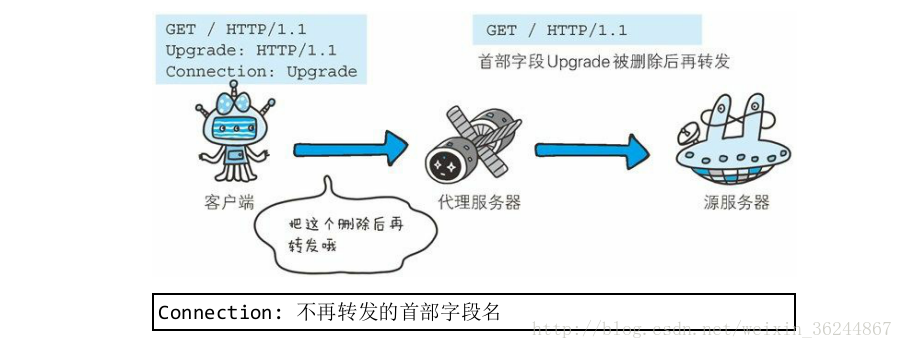 GET / HTTP/1.1
Upgrade: HTTP/1.1
Connection: Upgrade
GET / HTTP/1.1
首部字段Upgrade被删除后再转发
客户端
代理服务器
源服务器
把这个删除后再
转发哦
Connection: 不再转发的首部字段名
http://blog.csdn.net/weixin_36244867